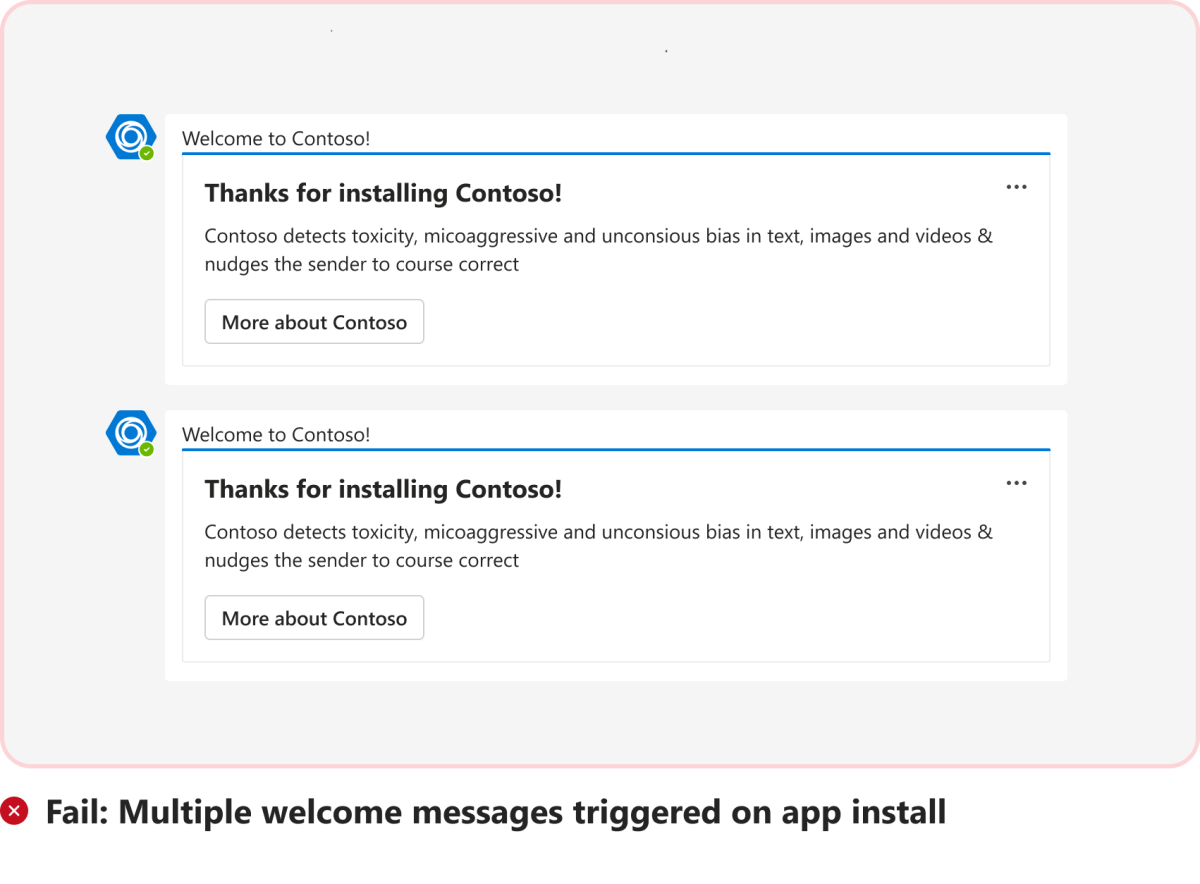 Welcome to Contoso!
Thanks for installing Contoso!
Contoso detects toxicity, micoaggressive and unconsious bias in text, images and videos &
nudges the sender to course correct
More about Contoso
Welcome to Contoso!
Thanks for installing Contoso!
Contoso detects toxicity, micoaggressive and unconsious bias in text, images and videos &
nudges the sender to course correct
More about Contoso
Fail: Multiple welcome messages triggered on app install